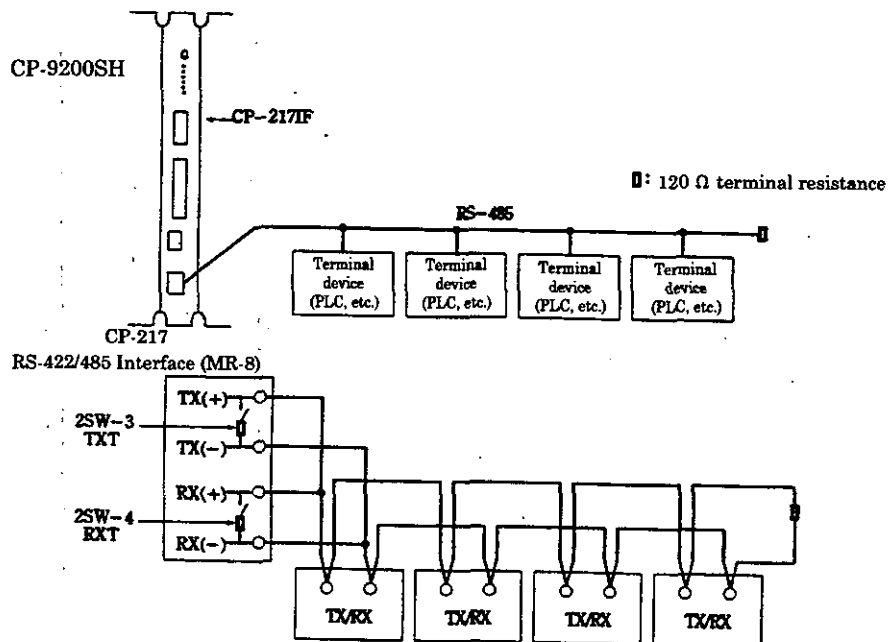 CP-9200SH
CP-217IF
▯: 120 Ω terminal resistance
RS-485
Terminal
device
(PLC, etc.)
Terminal
device
(PLC, etc.)
Terminal
device
(PLC, etc.)
Terminal
device
(PLC, etc.)
CP-217
RS-422/485 Interface (MR-8)
TX(+)
2SW-3
TXT
TX(-)
RX(+)
2SW-4
RXT
RX(-)
TX/RX
TX/RX
TX/RX
TX/RX